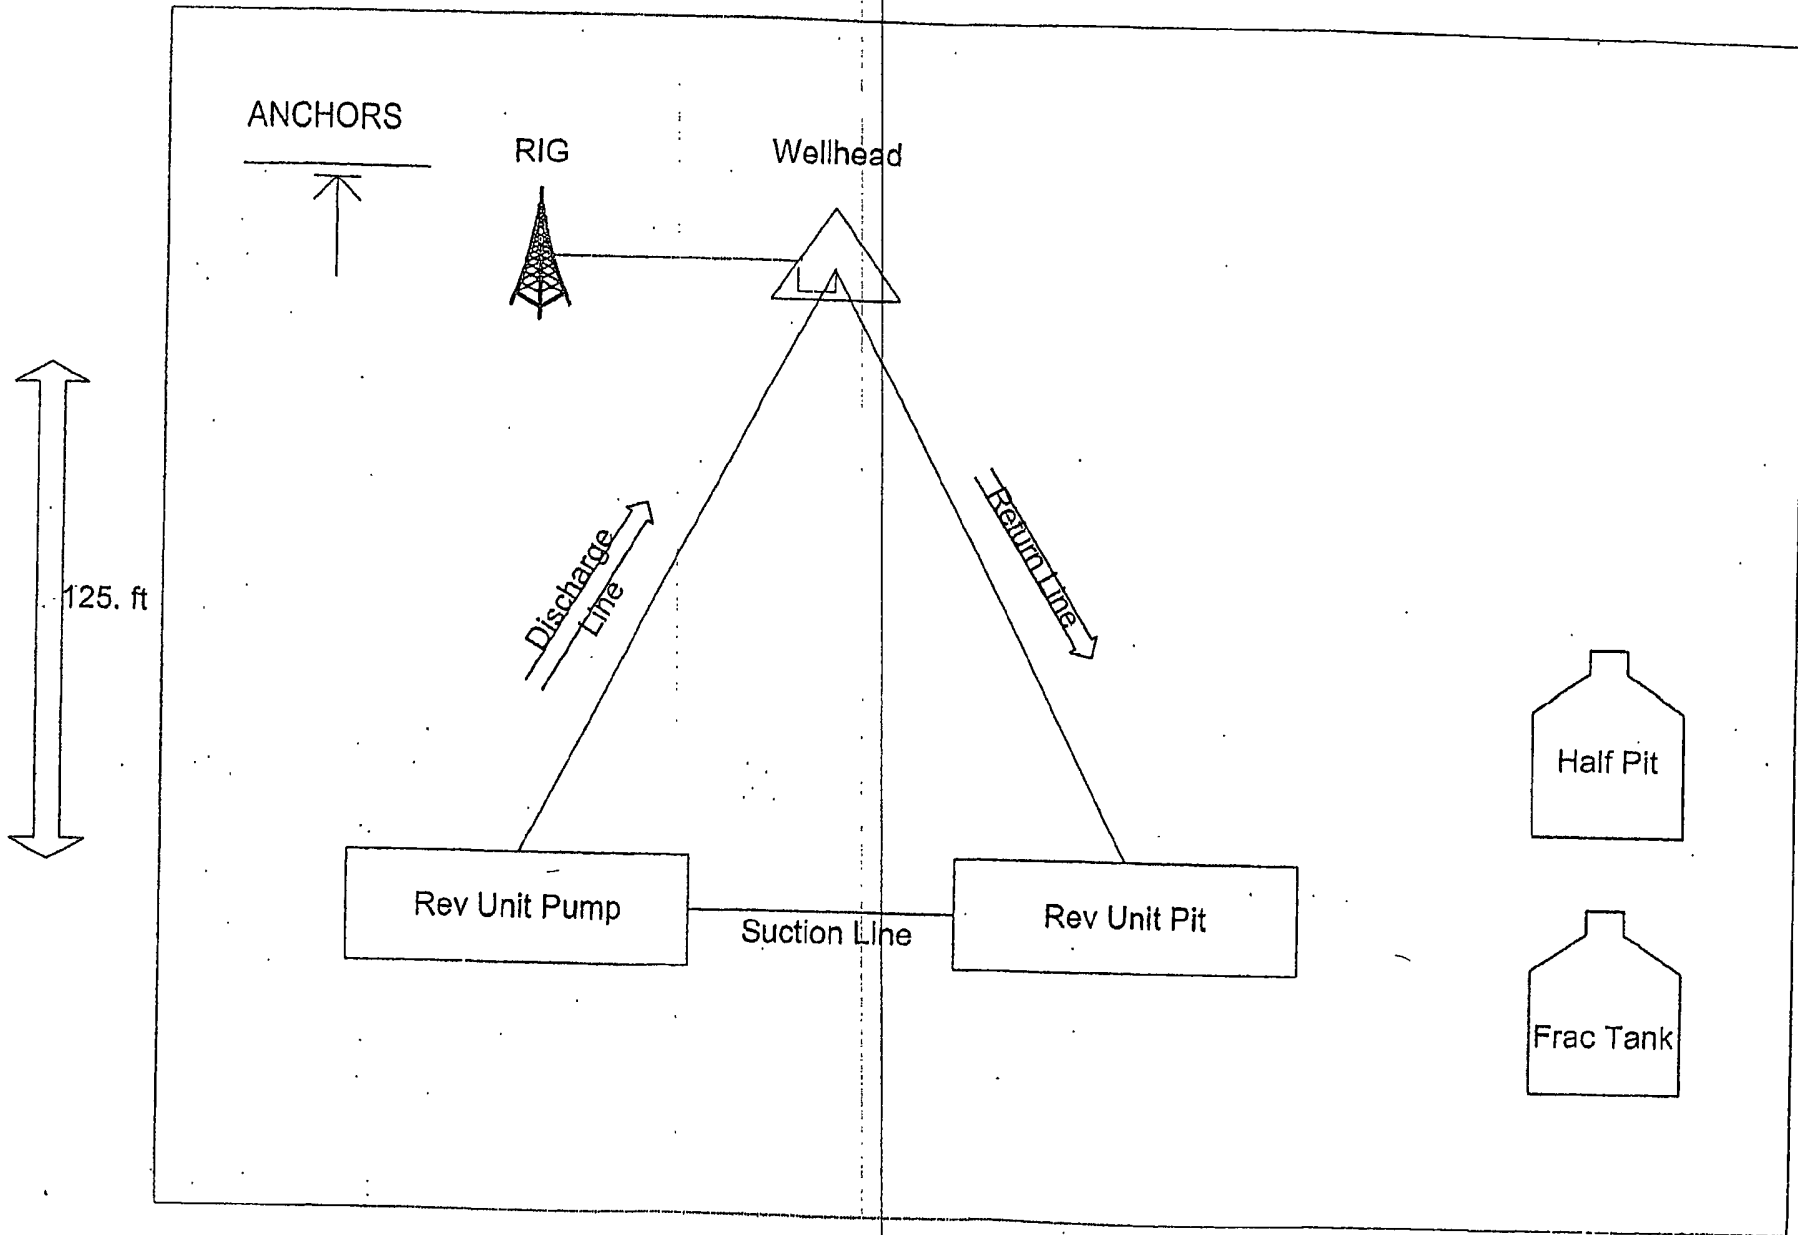 ANCHORS
RIG
Wellhead
125. ft
Discharge
Line
Return Line
Half Pit
Rev Unit Pump
Suction Line
Rev Unit Pit
Frac Tank